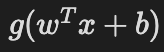 g(w^T x + b)